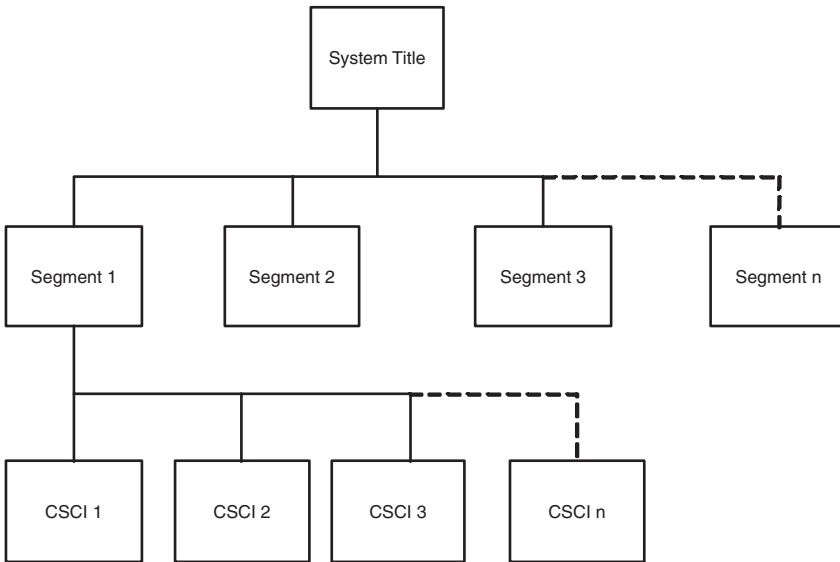 System Title
Segment 1
Segment 2
Segment 3
Segment n
CSCI 1
CSCI 2
CSCI 3
CSCI n